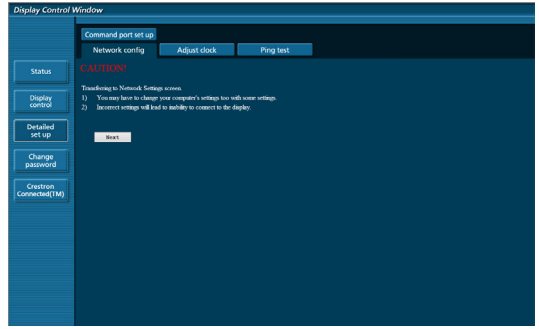 Display Control Window
Command port set up
Network config Adjust clock Ping test
Status
Display
control
Detailed
set up
Change
password
Crestron
Connected(TM)
CAUTION!
Transfering to Network Settings screen.
1) You may have to change your computer's settings too with some settings.
2) Incorrect settings will lead to inability to connect to the display.
Next